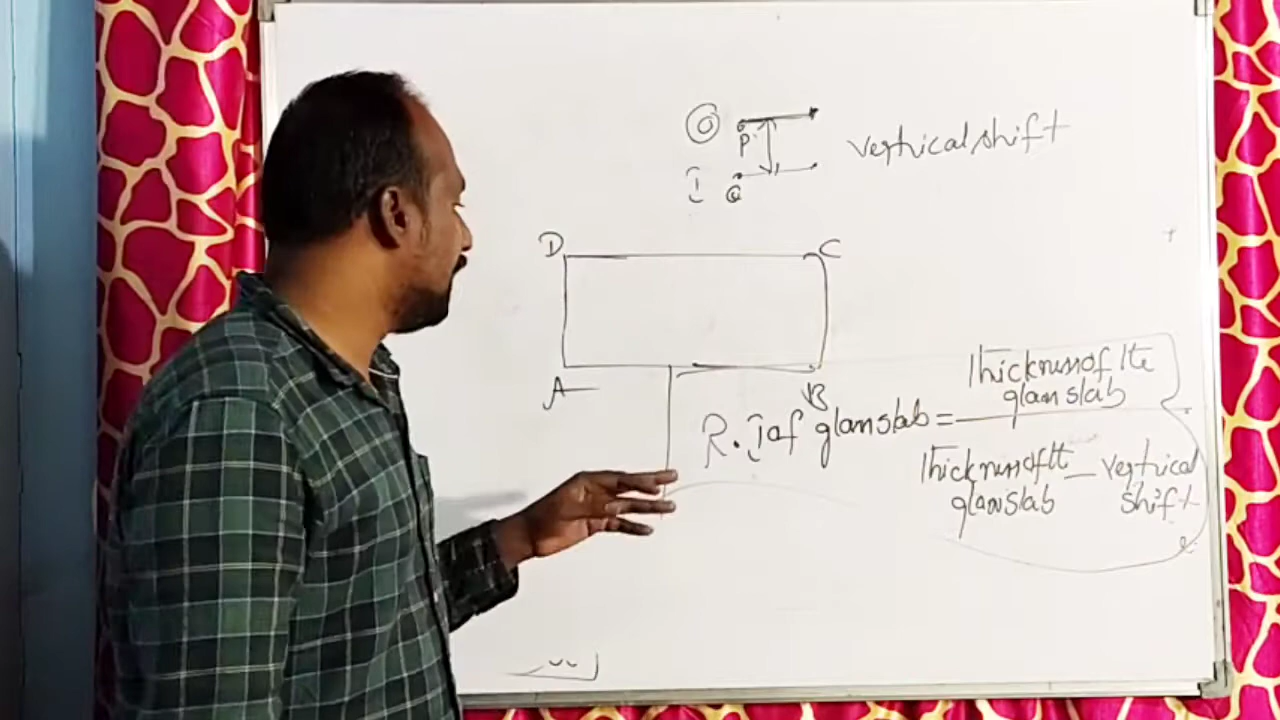 O P
vertical shift
I Q
D C
A B
Thickness of the
glass slab
R.I of glass slab =
Thickness of the - vertical
glass slab shift